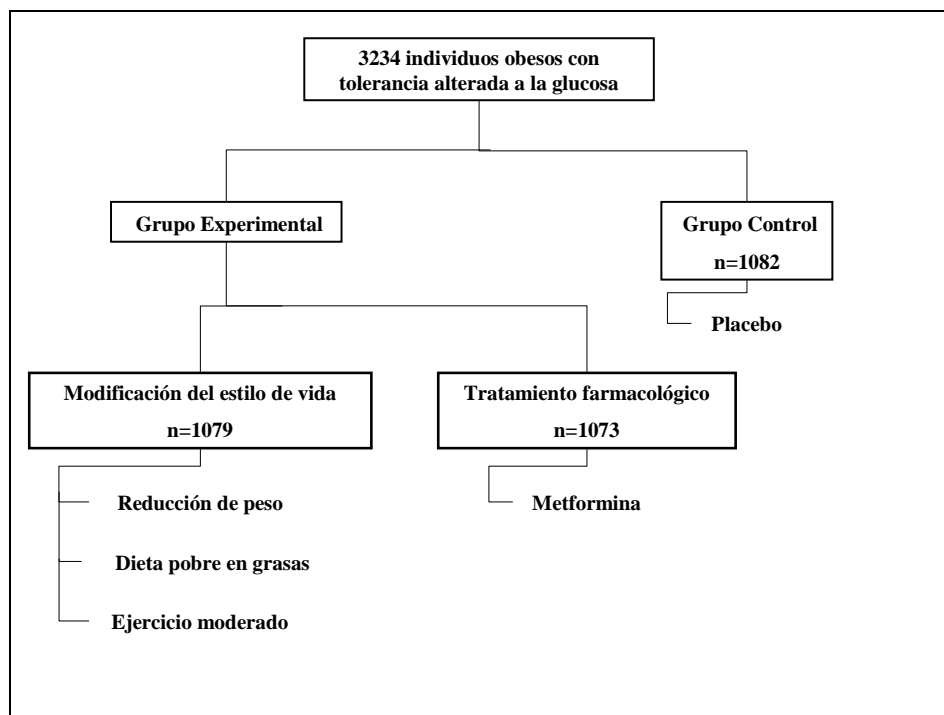 3234 individuos obesos con
tolerancia alterada a la glucosa
Grupo Experimental
Grupo Control
n=1082
Placebo
Modificación del estilo de vida
n=1079
Tratamiento farmacológico
n=1073
Reducción de peso
Dieta pobre en grasas
Ejercicio moderado
Metformina